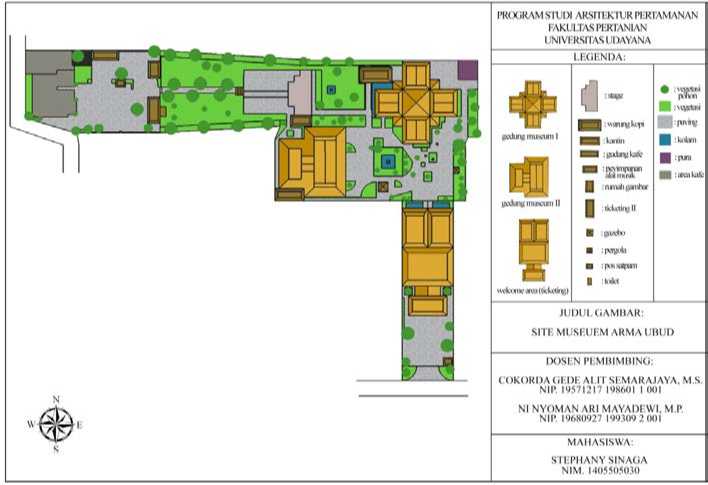 PROGRAM STUDI ARSITEKTUR PERTAMANAN
FAKULTAS PERTANIAN
UNIVERSITAS UDAYANA
LEGENDA:
gedung museum I
gedung museum II
welcome area (ticketing)
: stage
: warung kopi
: kantin
: gudang kafe
: peyimpanan
alat musik
: rumah gambar
: ticketing II
: gazebo
: pergola
: pos satpam
: toilet
: vegetasi
pohon
: vegetasi
: paving
: kolam
: pura
: area kafe
JUDUL GAMBAR:
SITE MUSEUEM ARMA UBUD
DOSEN PEMBIMBING:
COKORDA GEDE ALIT SEMARAJAYA, M.S.
NIP. 19571217 198601 1 001
NI NYOMAN ARI MAYADEWI, M.P.
NIP. 19680927 199309 2 001
MAHASISWA:
STEPHANY SINAGA
NIM. 1405505030
N
W E
S